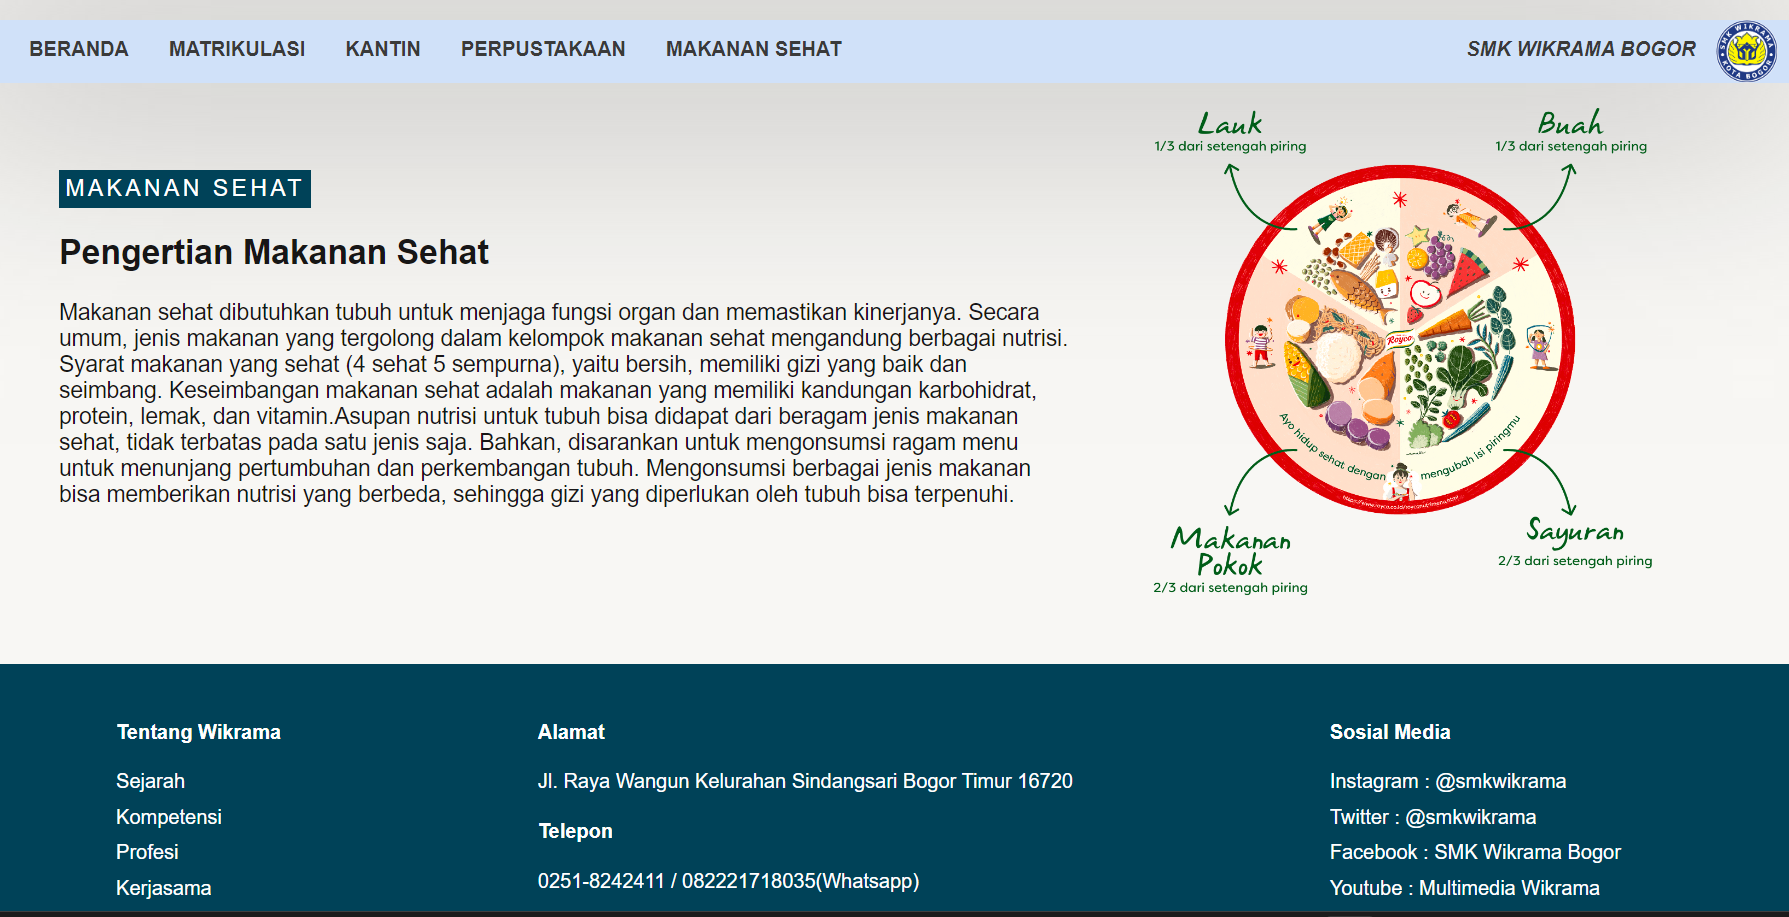 BERANDA MATRIKULASI KANTIN PERPUSTAKAAN MAKANAN SEHAT SMK WIKRAMA BOGOR
SMK WIKRAMA
KOTA BOGOR
MAKANAN SEHAT
Pengertian Makanan Sehat
Makanan sehat dibutuhkan tubuh untuk menjaga fungsi organ dan memastikan kinerjanya. Secara
umum, jenis makanan yang tergolong dalam kelompok makanan sehat mengandung berbagai nutrisi.
Syarat makanan yang sehat (4 sehat 5 sempurna), yaitu bersih, memiliki gizi yang baik dan
seimbang. Keseimbangan makanan sehat adalah makanan yang memiliki kandungan karbohidrat,
protein, lemak, dan vitamin.Asupan nutrisi untuk tubuh bisa didapat dari beragam jenis makanan
sehat, tidak terbatas pada satu jenis saja. Bahkan, disarankan untuk mengonsumsi ragam menu
untuk menunjang pertumbuhan dan perkembangan tubuh. Mengonsumsi berbagai jenis makanan
bisa memberikan nutrisi yang berbeda, sehingga gizi yang diperlukan oleh tubuh bisa terpenuhi.
Lauk
1/3 dari setengah piring
Buah
1/3 dari setengah piring
Royco
Ayo hidup sehat dengan mengubah isi piringmu
Makanan
Pokok
2/3 dari setengah piring
Sayuran
2/3 dari setengah piring
Tentang Wikrama
Sejarah
Kompetensi
Profesi
Kerjasama
Alamat
Jl. Raya Wangun Kelurahan Sindangsari Bogor Timur 16720
Telepon
0251-8242411 / 082221718035(Whatsapp)
Sosial Media
Instagram : @smkwikrama
Twitter : @smkwikrama
Facebook : SMK Wikrama Bogor
Youtube : Multimedia Wikrama